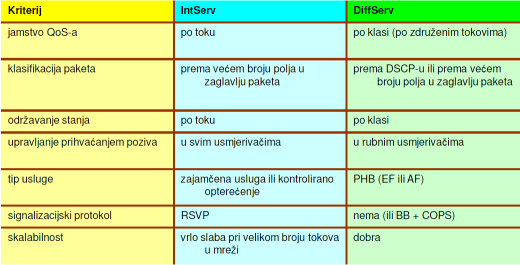 Kriterij IntServ DiffServ
jamstvo QoS-a po toku po klasi (po združenim tokovima)
klasifikacija paketa prema većem broju polja u prema DSCP-u ili prema većem
zaglavlju paketa broju polja u zaglavlju paketa
održavanje stanja po toku po klasi
upravljanje prihvaćanjem poziva u svim usmjerivačima u rubnim usmjerivačima
tip usluge zajamčena usluga ili kontrolirano PHB (EF ili AF)
opterećenje
signalizacijski protokol RSVP nema (ili BB + COPS)
skalabilnost vrlo slaba pri velikom broju tokova dobra
u mreži